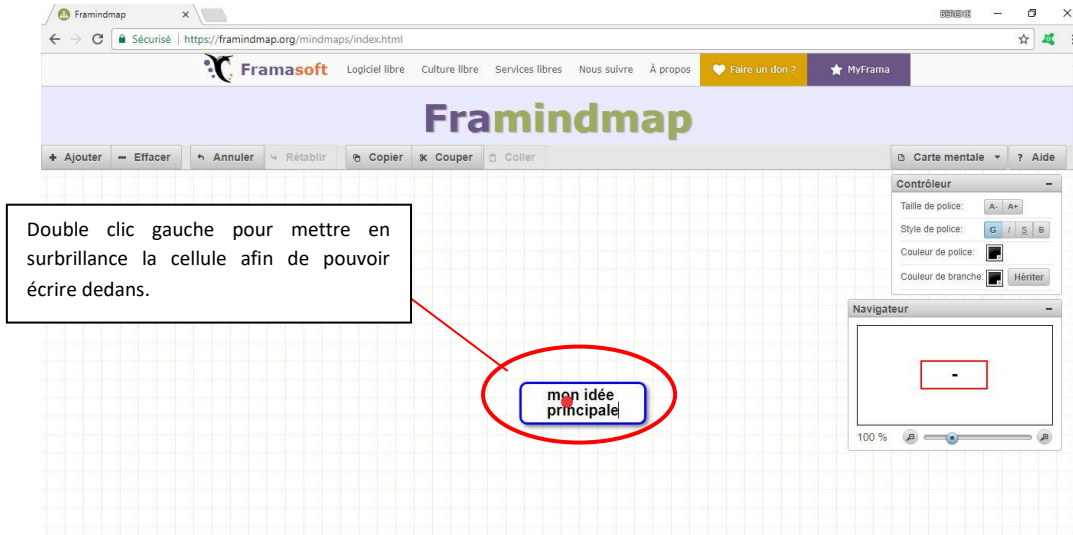 Framindmap
Sécurisé https://framindmap.org/mindmaps/index.html
Framasoft Logiciel libre Culture libre Services libres Nous suivre À propos Faire un don ? MyFrama
Framindmap
Ajouter Effacer Annuler Rétablir Copier Couper Coller Carte mentale ? Aide
Contrôleur
Taille de police: A- A+
Style de police: G I S B
Couleur de police:
Couleur de branche: Hériter
Double clic gauche pour mettre en
surbrillance la cellule afin de pouvoir
écrire dedans.
Navigateur
mon idée
principale
100 %